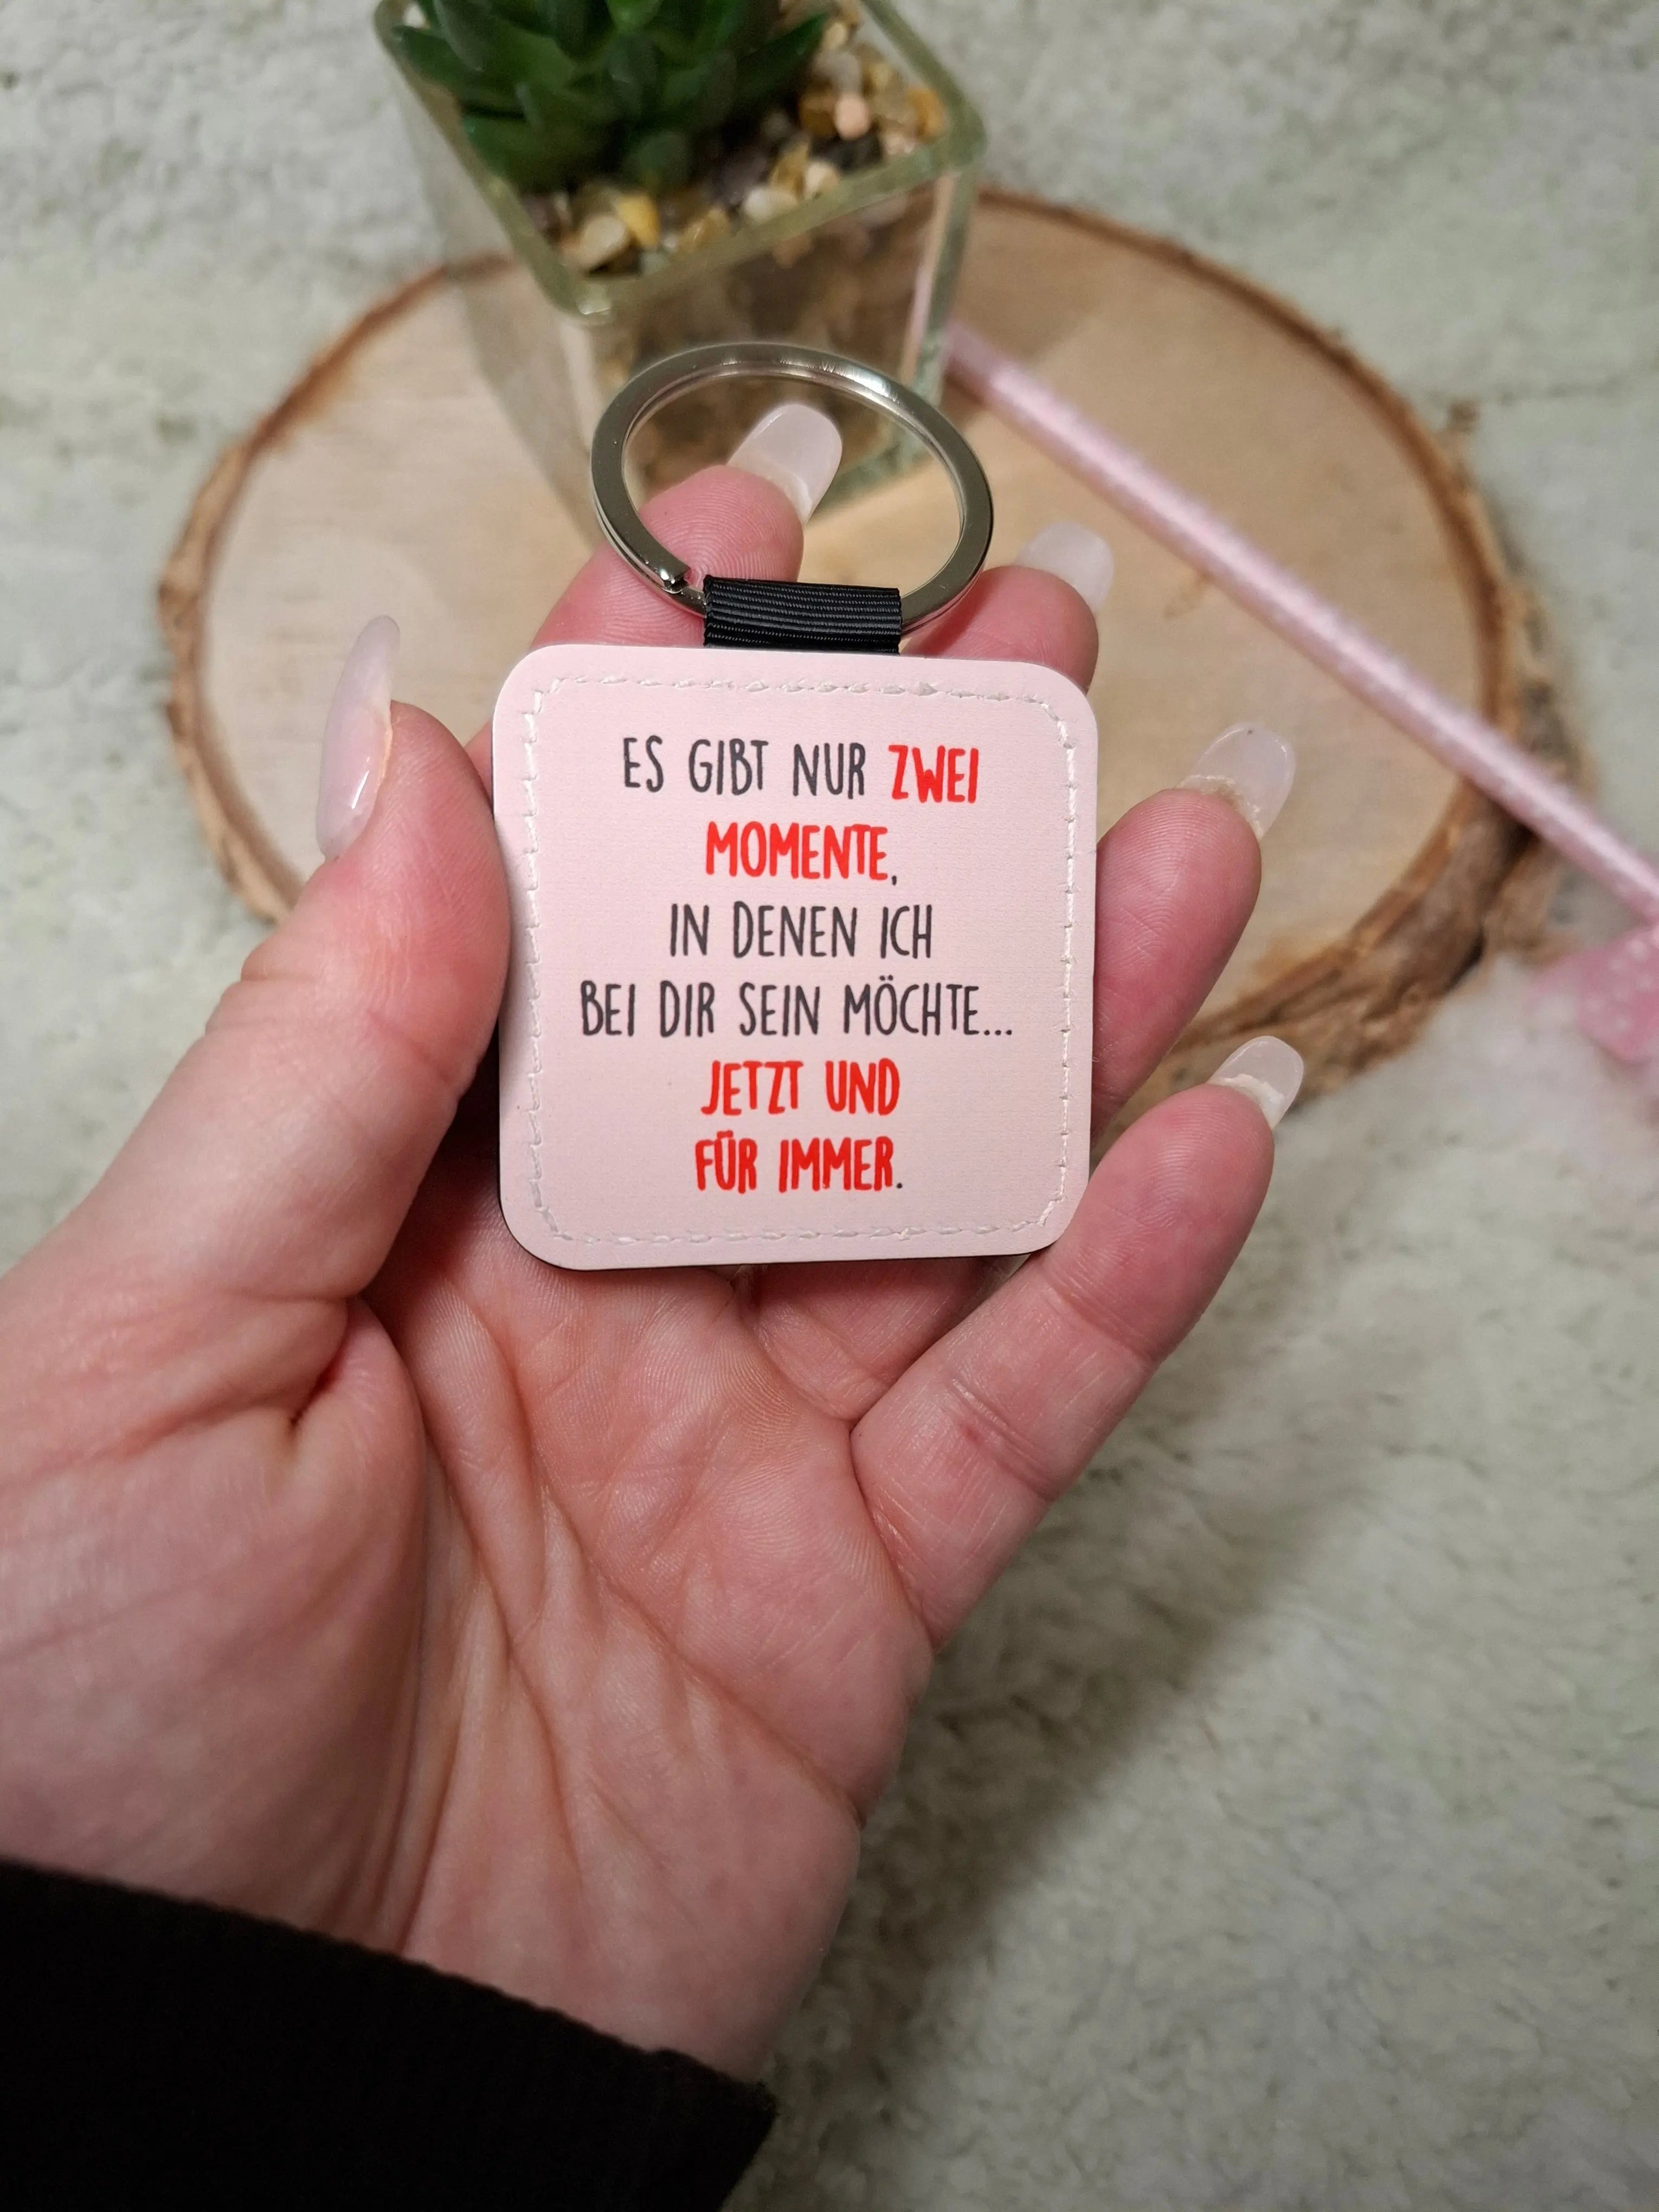 ES GIBT NUR ZWEI
MOMENTE,
IN DENEN ICH
BEI DIR SEIN MÖCHTE...
JETZT UND
FÜR IMMER.